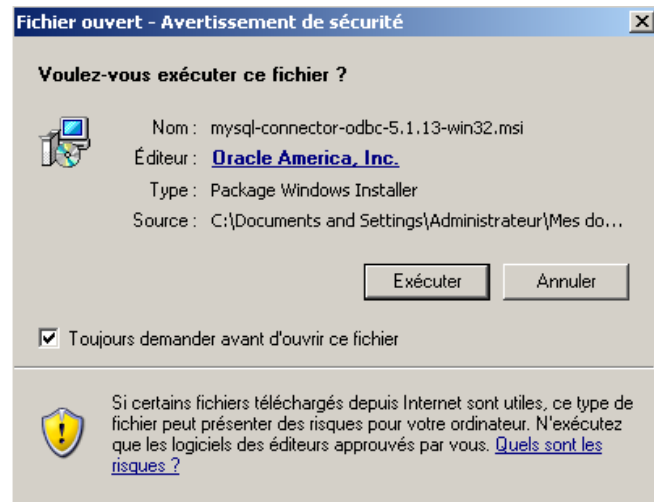 Fichier ouvert - Avertissement de sécurité
Voulez-vous exécuter ce fichier ?
Nom : mysql-connector-odbc-5.1.13-win32.msi
Éditeur : Oracle America, Inc.
Type : Package Windows Installer
Source : C:\Documents and Settings\Administrateur\Mes do...
Exécuter Annuler
Toujours demander avant d'ouvrir ce fichier
Si certains fichiers téléchargés depuis Internet sont utiles, ce type de
fichier peut présenter des risques pour votre ordinateur. N'exécutez
que les logiciels des éditeurs approuvés par vous. Quels sont les
risques ?